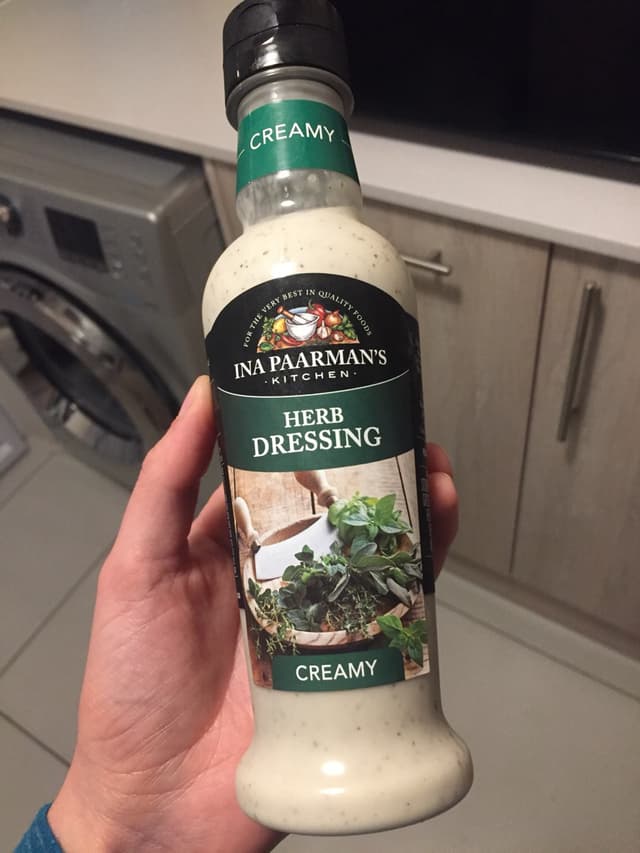 CREAMY
FOR THE VERY BEST IN QUALITY FOODS
INA PAARMAN'S
· KITCHEN ·
HERB
DRESSING
CREAMY